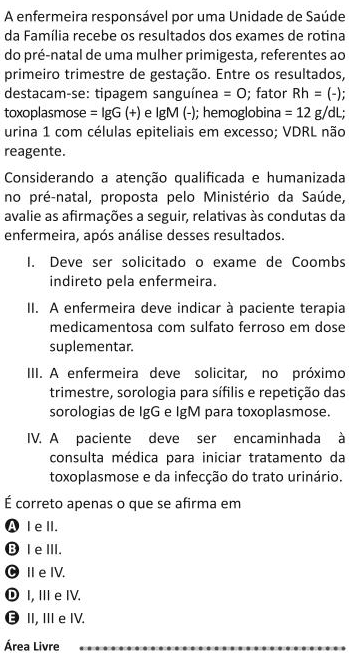 A enfermeira responsável por uma Unidade de Saúde
da Família recebe os resultados dos exames de rotina
do pré-natal de uma mulher primigesta, referentes ao
primeiro trimestre de gestação. Entre os resultados,
destacam-se: tipagem sanguínea = O; fator Rh = (-);
toxoplasmose = IgG (+) e IgM (-); hemoglobina = 12 g/dL;
urina 1 com células epiteliais em excesso; VDRL não
reagente.
Considerando a atenção qualificada e humanizada
no pré-natal, proposta pelo Ministério da Saúde,
avalie as afirmações a seguir, relativas às condutas da
enfermeira, após análise desses resultados.
I. Deve ser solicitado o exame de Coombs
indireto pela enfermeira.
II. A enfermeira deve indicar à paciente terapia
medicamentosa com sulfato ferroso em dose
suplementar.
III. A enfermeira deve solicitar, no próximo
trimestre, sorologia para sífilis e repetição das
sorologias de IgG e IgM para toxoplasmose.
IV. A paciente deve ser encaminhada à
consulta médica para iniciar tratamento da
toxoplasmose e da infecção do trato urinário.
É correto apenas o que se afirma em
A I e II.
B I e III.
C II e IV.
D I, III e IV.
E II, III e IV.
Área Livre